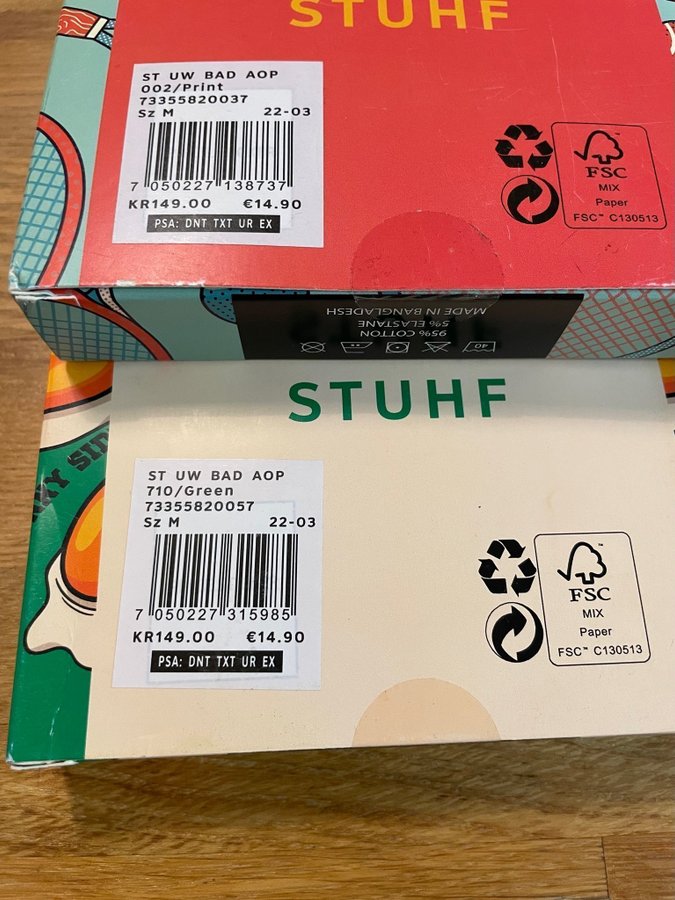 STUHF
ST UW BAD AOP
002/Print
73355820037
Sz M 22-03
7 050227 138737
KR149.00 €14.90
PSA: DNT TXT UR EX
FSC
MIX
Paper
FSC™ C130513
40
95% COTTON
5% ELASTANE
MADE IN BANGLADESH
STUHF
SID
ST UW BAD AOP
710/Green
73355820057
Sz M 22-03
7 050227 315985
KR149.00 €14.90
PSA: DNT TXT UR EX
FSC
MIX
Paper
FSC™ C130513